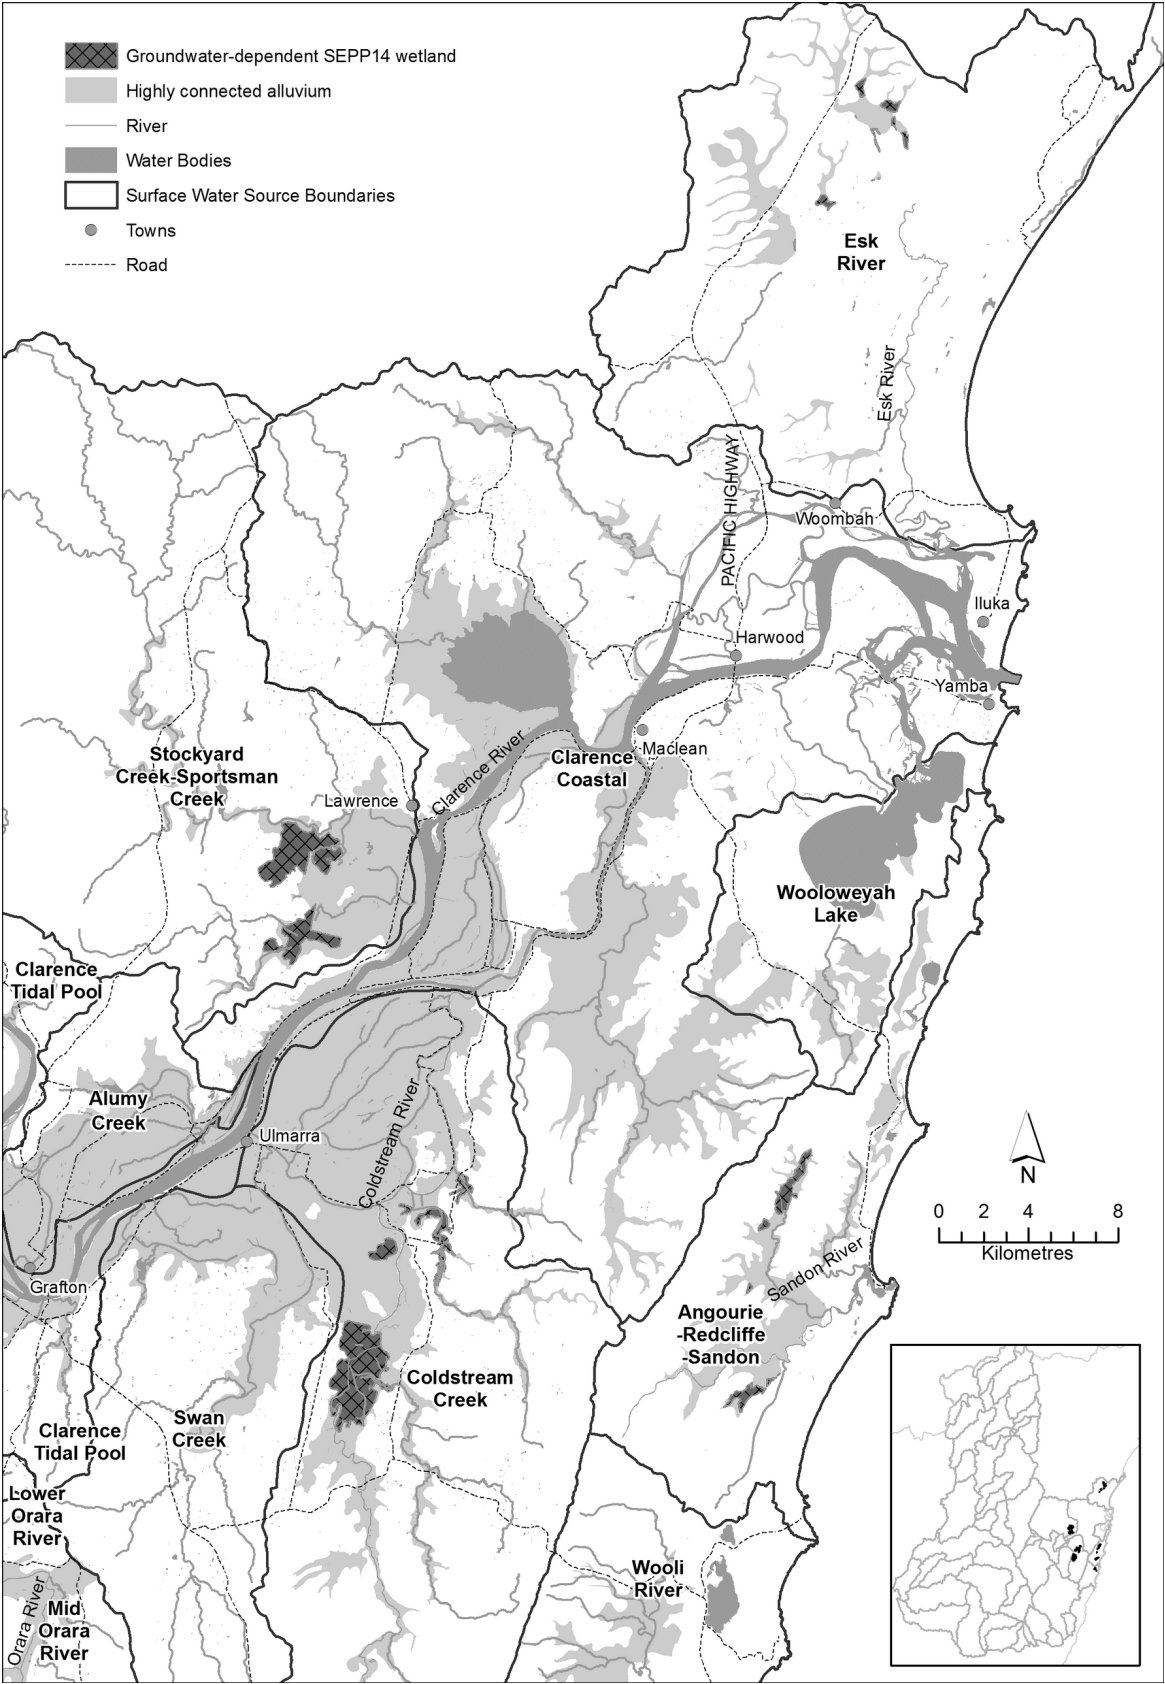 Groundwater-dependent SEPP14 wetland
Highly connected alluvium
River
Water Bodies
Surface Water Source Boundaries
Towns
Road
Esk
River
Esk River
PACIFIC HIGHWAY
Woombah
Iluka
Harwood
Yamba
Maclean
Clarence River
Clarence
Coastal
Stockyard
Creek-Sportsman
Creek
Lawrence
Wooloweyah
Lake
Clarence
Tidal Pool
Alumy
Creek
Ulmarra
Coldstream River
Grafton
N
0 2 4 8
Kilometres
Sandon River
Angourie
-Redcliffe
-Sandon
Coldstream
Creek
Swan
Creek
Clarence
Tidal Pool
Lower
Orara
River
Orara River
Mid
Orara
River
Wooli
River